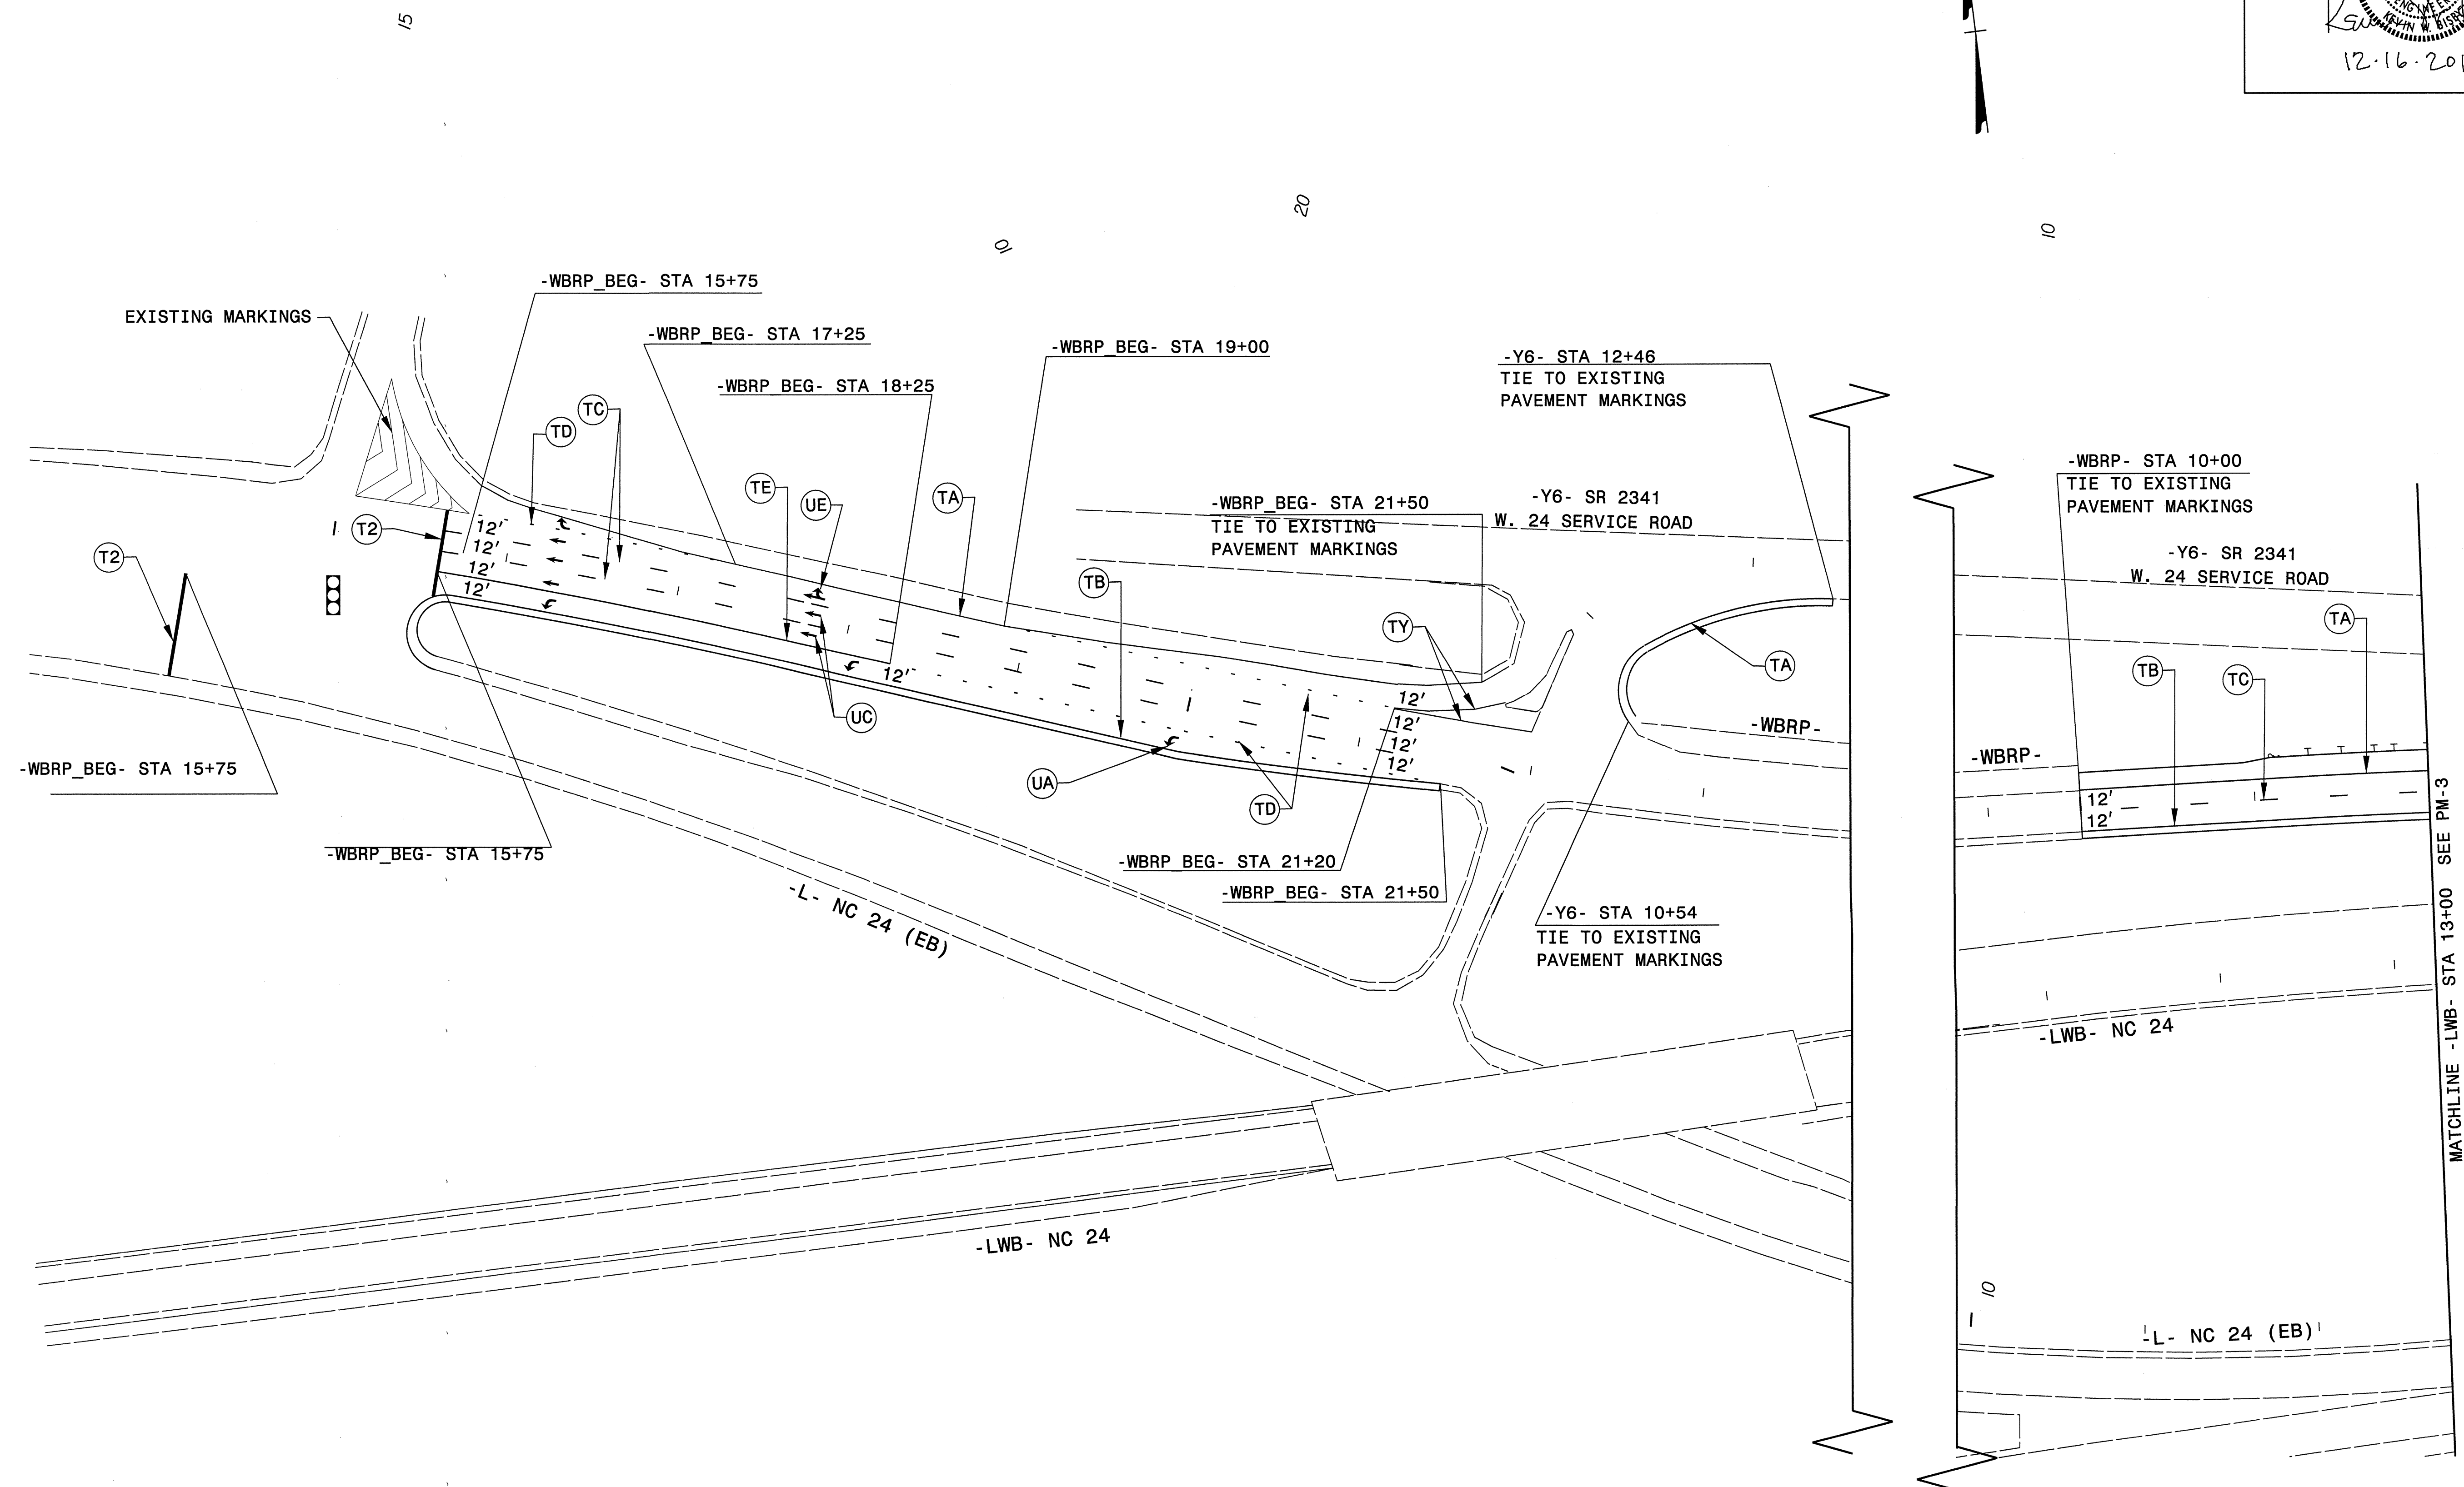 15
ENGINEER
KEVIN W. BISBY
12.16.201
20
10
10
-WBRP_BEG- STA 15+75
EXISTING MARKINGS
-WBRP_BEG- STA 17+25
-WBRP_BEG- STA 19+00
-WBRP_BEG- STA 18+25
-Y6- STA 12+46
TIE TO EXISTING
PAVEMENT MARKINGS
TC
TD
TE
UE
TA
-WBRP_BEG- STA 21+50
TIE TO EXISTING
PAVEMENT MARKINGS
-Y6- SR 2341
W. 24 SERVICE ROAD
-WBRP- STA 10+00
TIE TO EXISTING
PAVEMENT MARKINGS
-Y6- SR 2341
W. 24 SERVICE ROAD
T2
T2
12'
12'
12'
12'
TB
TY
TA
TA
TB
TC
12'
UC
12'
12'
12'
12'
-WBRP-
-WBRP-
12'
12'
-WBRP_BEG- STA 15+75
UA
TD
-WBRP_BEG- STA 15+75
-WBRP_BEG- STA 21+20
-WBRP_BEG- STA 21+50
-L- NC 24 (EB)
-Y6- STA 10+54
TIE TO EXISTING
PAVEMENT MARKINGS
MATCHLINE -LWB- STA 13+00 SEE PM-3
-LWB- NC 24
-LWB- NC 24
10
-L- NC 24 (EB)